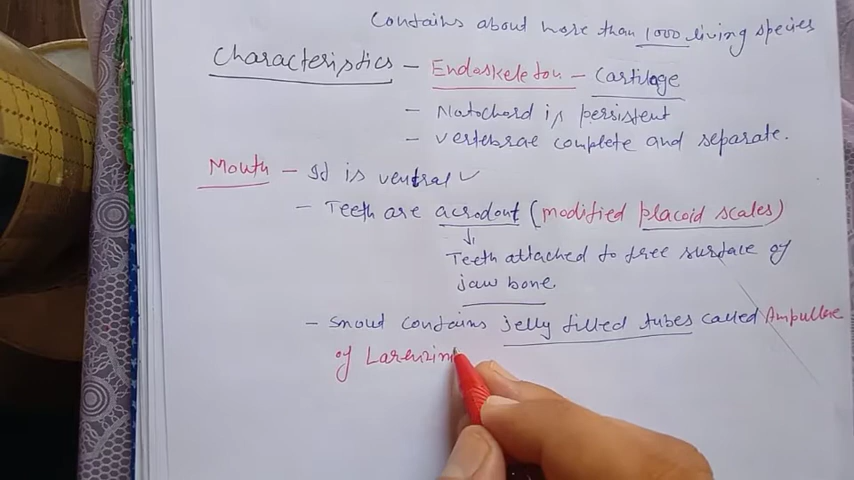 Contains about more than 1000 living species
Characteristics - Endoskeleton - Cartilage
- Notochord is persistent
- vertebrae complete and separate.
Mouth - It is ventral ✓
- Teeth are acrodont (modified placoid scales)
↓
Teeth attached to free surface of
jaw bone.
- snout contains jelly filled tubes called Ampullae
of Lorenzin